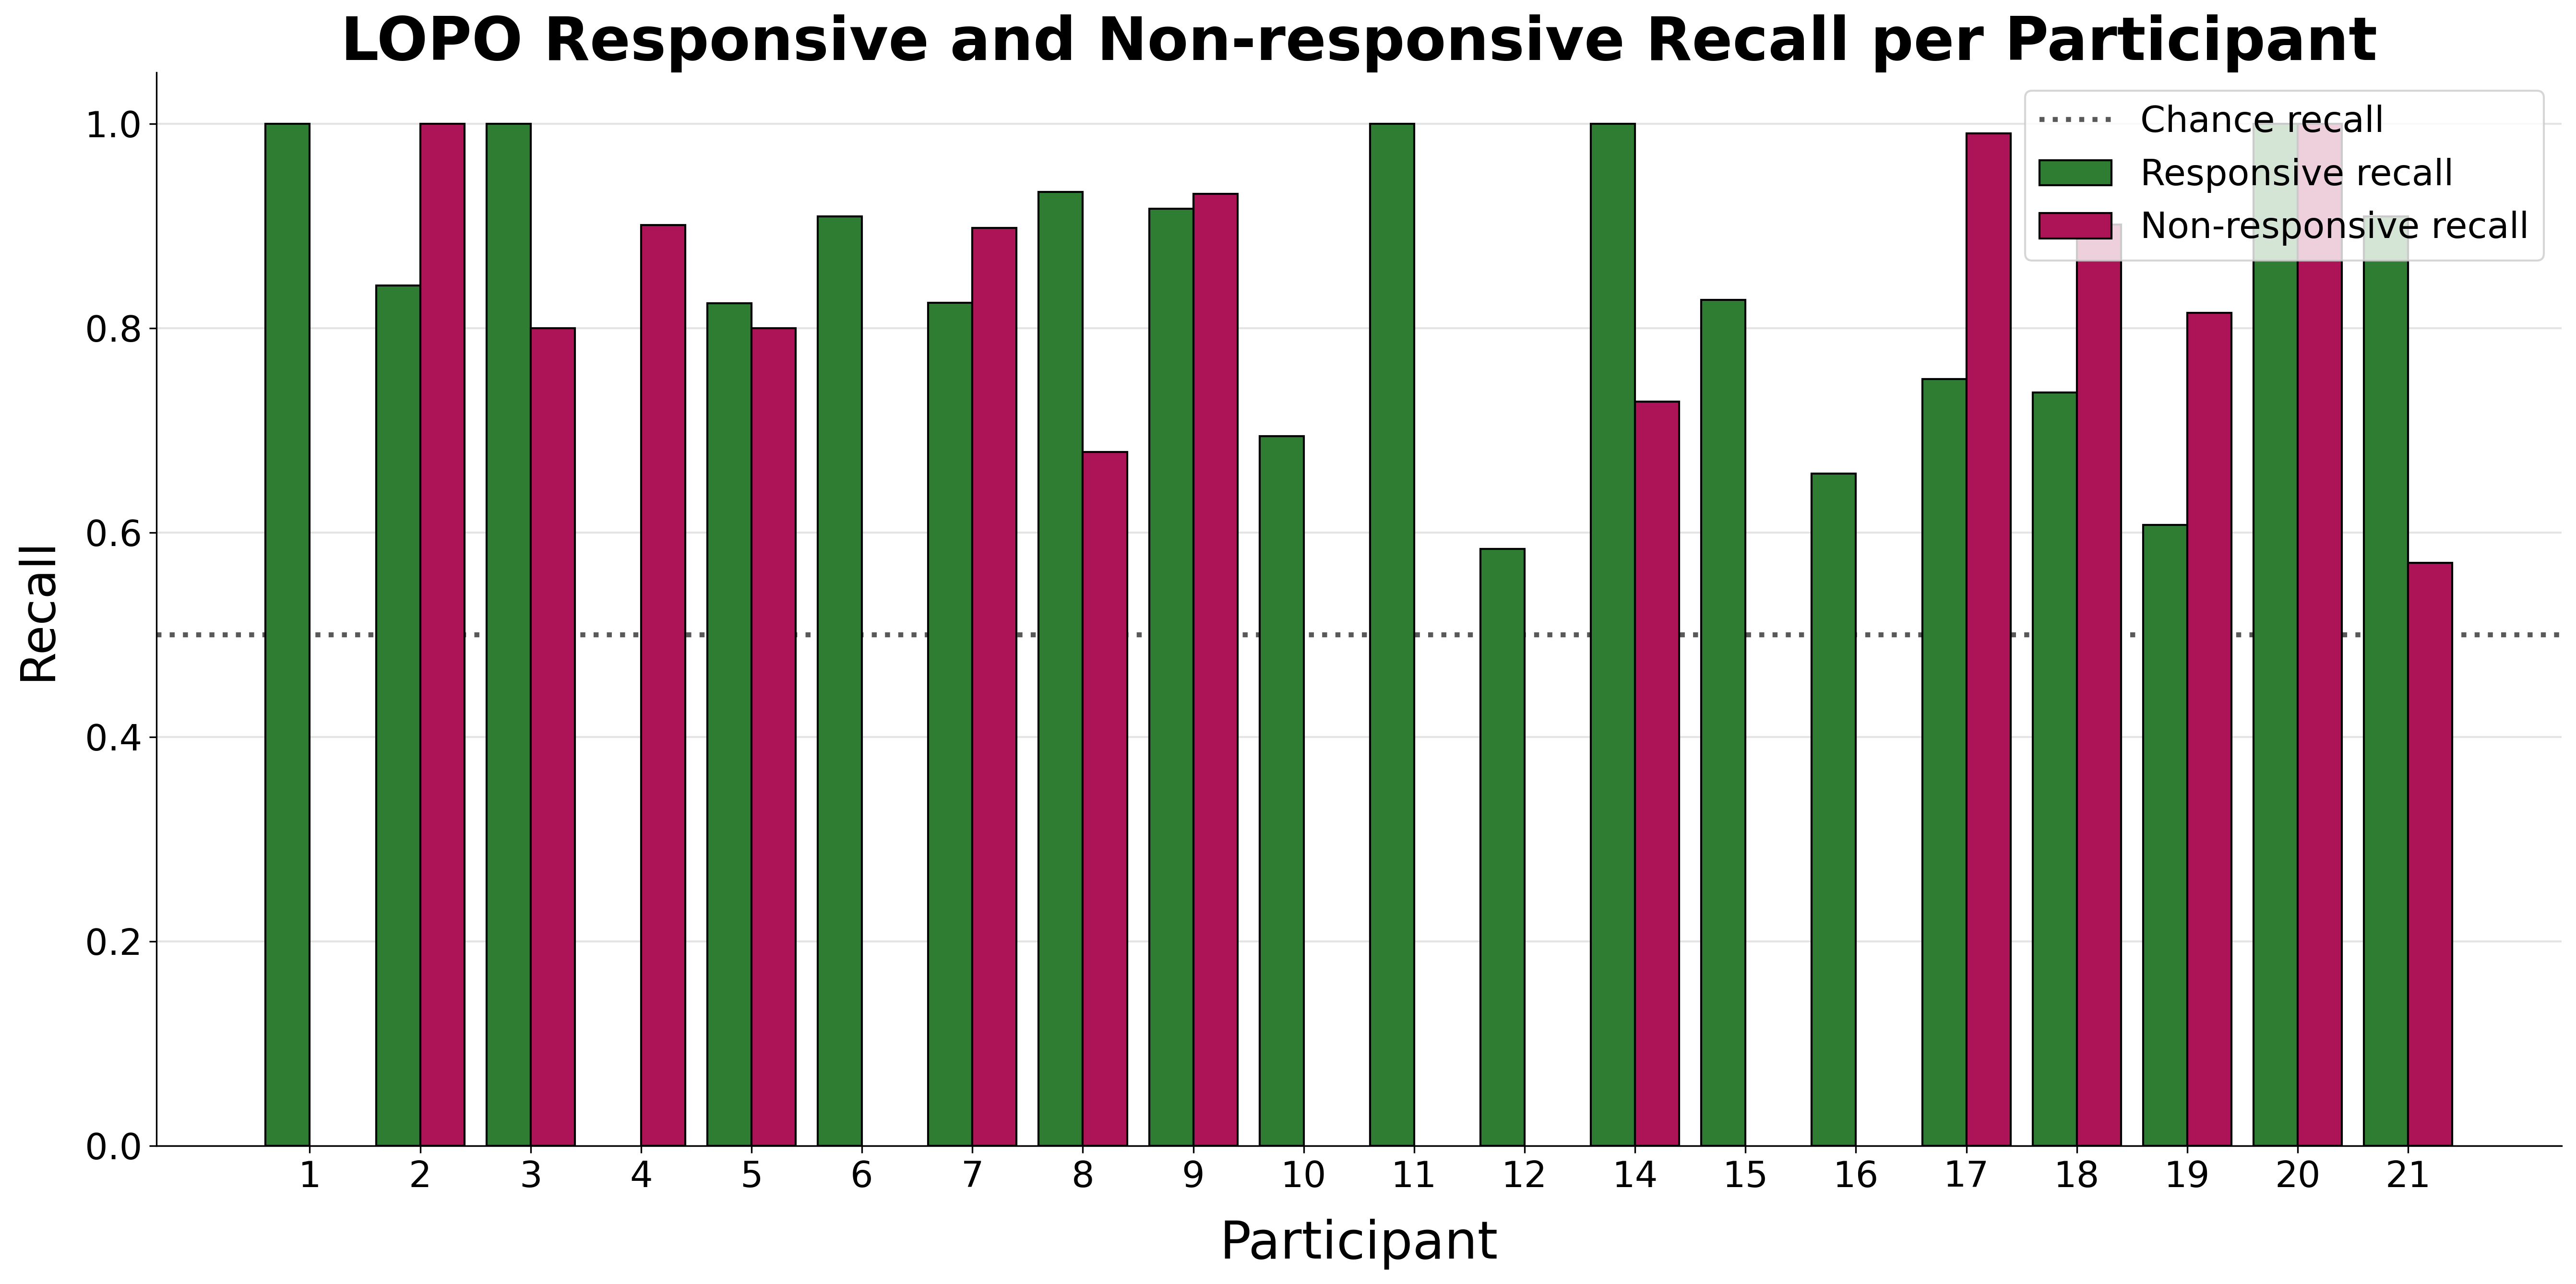 LOPO Responsive and Non-responsive Recall per Participant
Chance recall
Responsive recall
Non-responsive recall
1.0
0.8
0.6
0.4
0.2
0.0
Recall
1 2 3 4 5 6 7 8 9 10 11 12 14 15 16 17 18 19 20 21
Participant